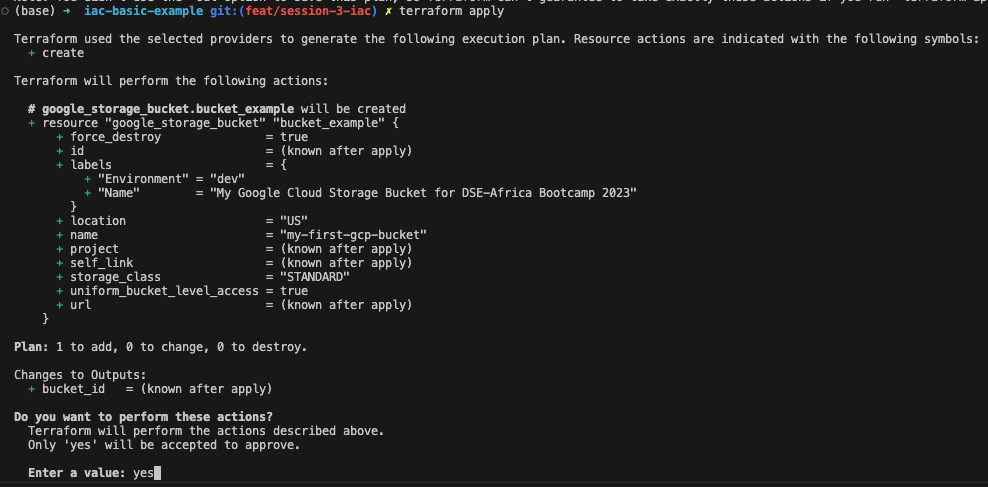 (base) ➜ iac-basic-example git:(feat/session-3-iac) ✗ terraform apply
Terraform used the selected providers to generate the following execution plan. Resource actions are indicated with the following symbols:
+ create
Terraform will perform the following actions:
# google_storage_bucket.bucket_example will be created
+ resource "google_storage_bucket" "bucket_example" {
+ force_destroy = true
+ id = (known after apply)
+ labels = {
+ "Environment" = "dev"
+ "Name" = "My Google Cloud Storage Bucket for DSE-Africa Bootcamp 2023"
}
+ location = "US"
+ name = "my-first-gcp-bucket"
+ project = (known after apply)
+ self_link = (known after apply)
+ storage_class = "STANDARD"
+ uniform_bucket_level_access = true
+ url = (known after apply)
}
Plan: 1 to add, 0 to change, 0 to destroy.
Changes to Outputs:
+ bucket_id = (known after apply)
Do you want to perform these actions?
Terraform will perform the actions described above.
Only 'yes' will be accepted to approve.
Enter a value: yes